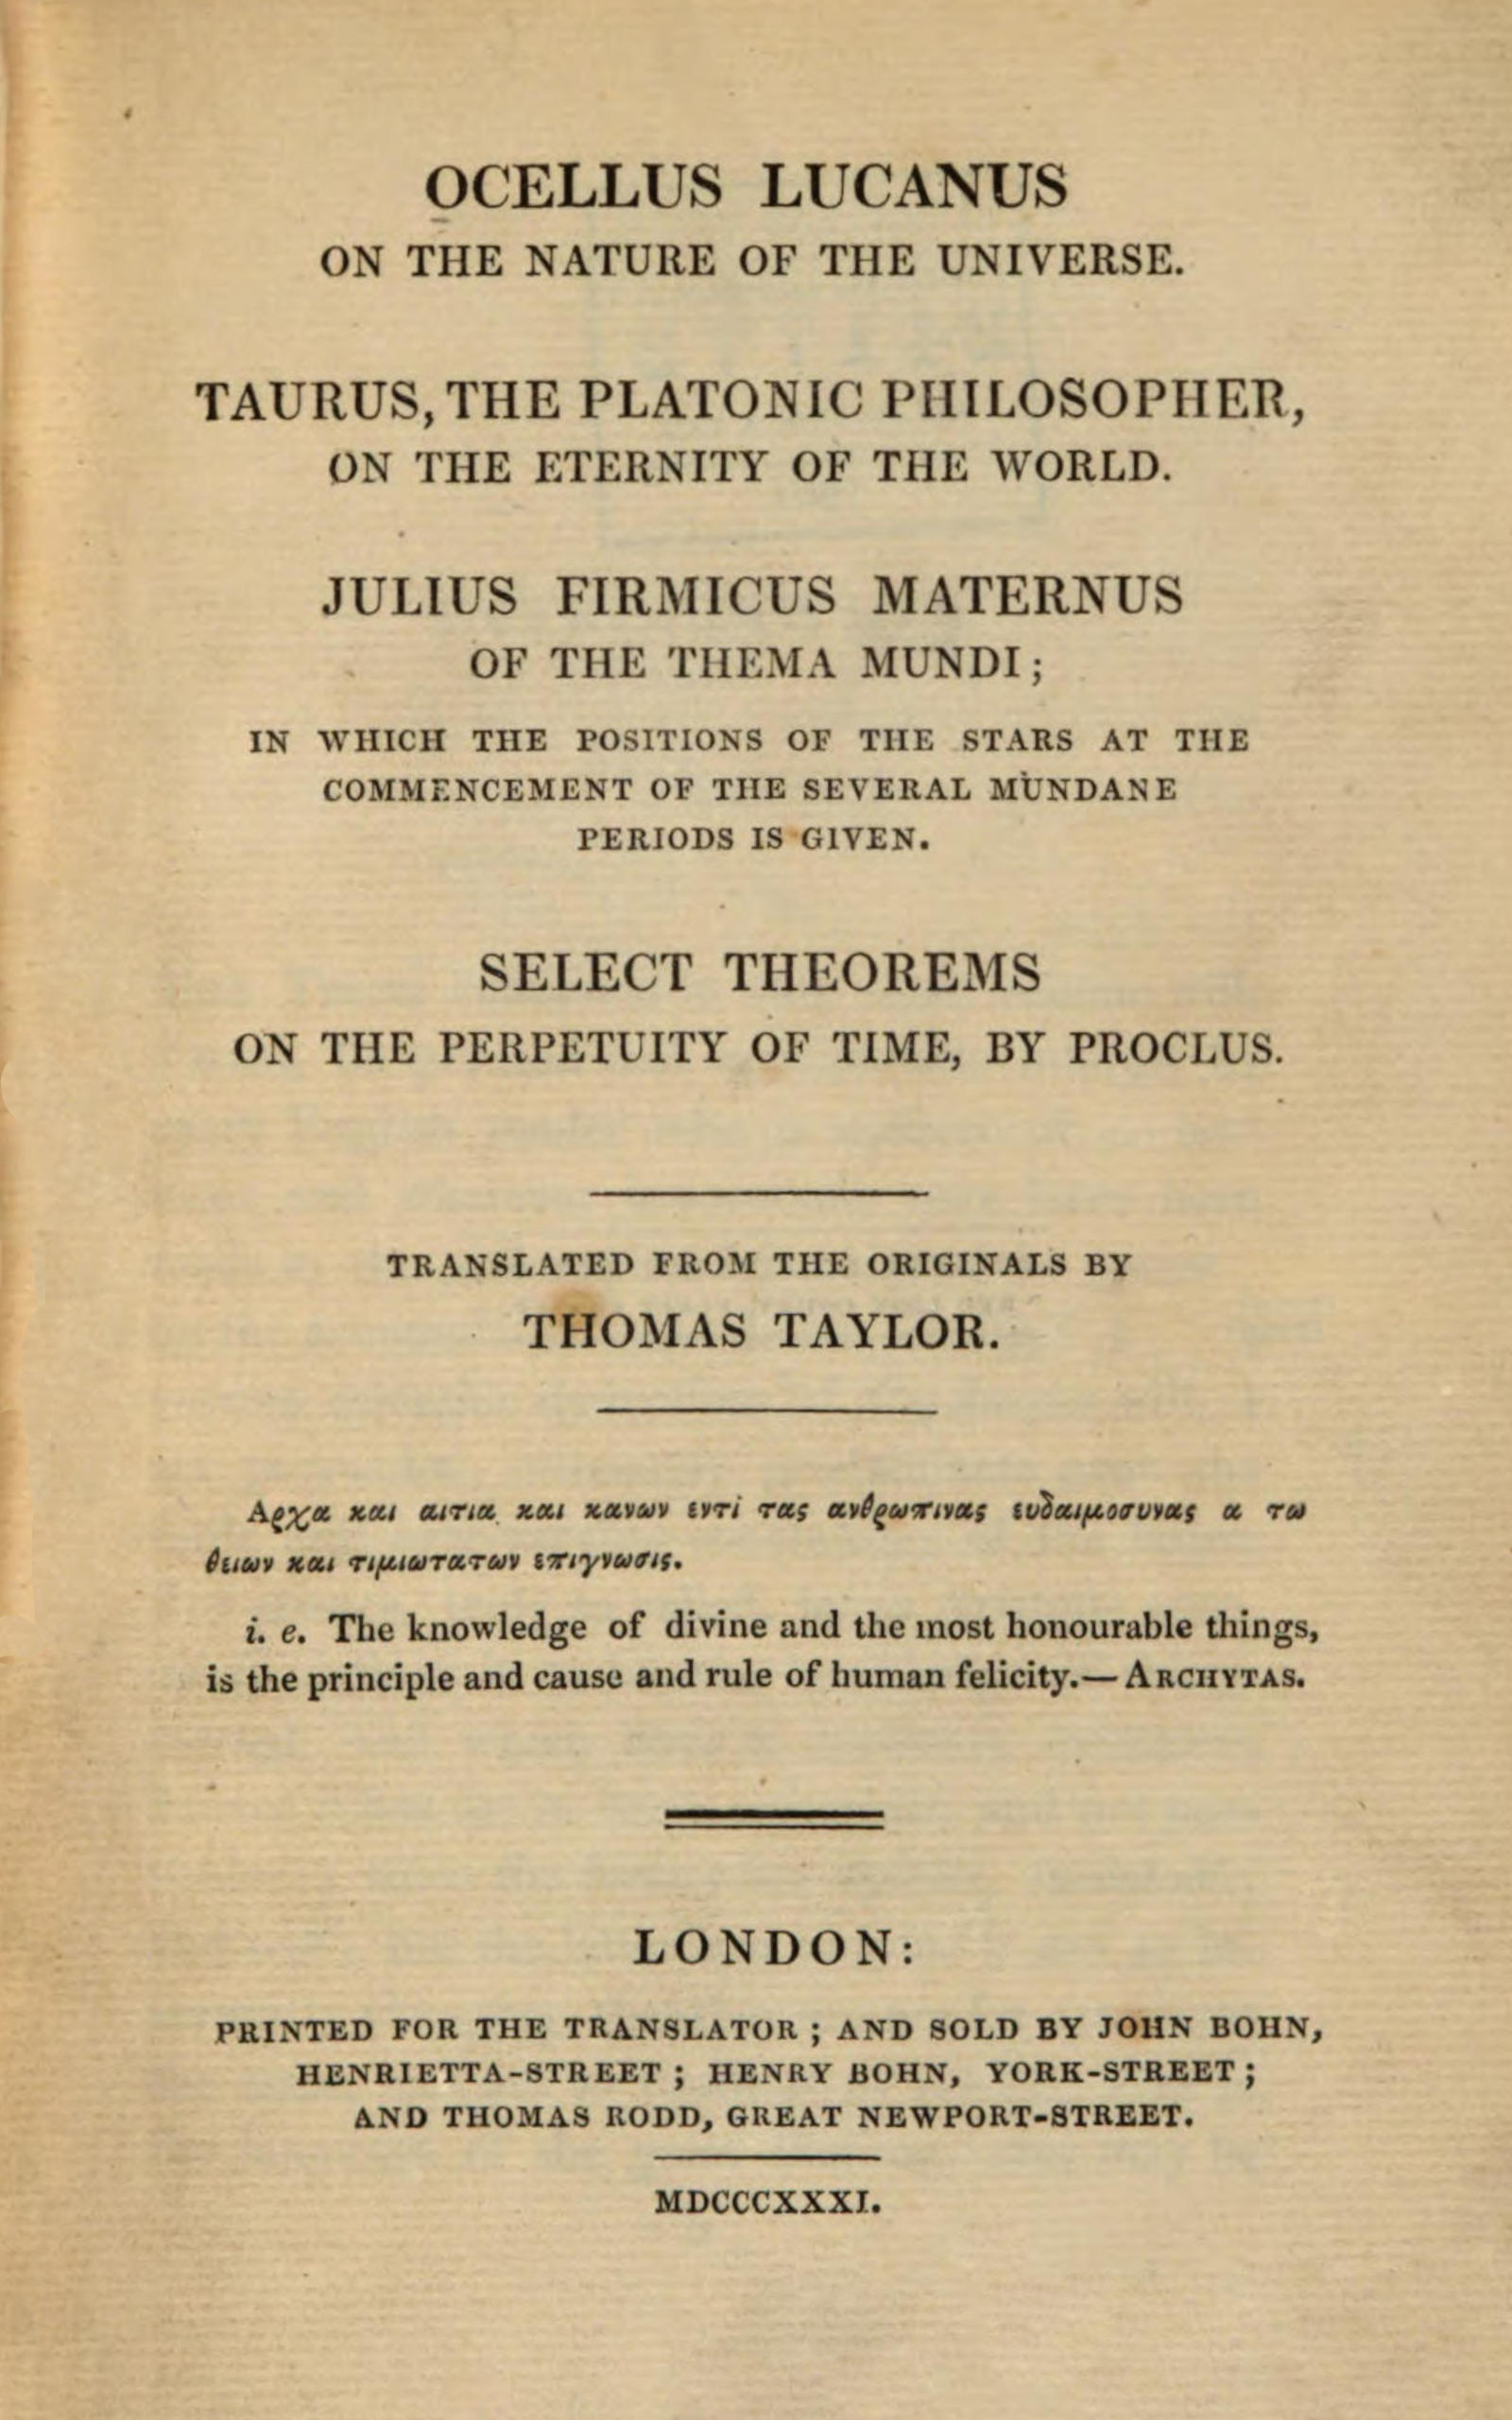 OCELLUS LUCANUS
ON THE NATURE OF THE UNIVERSE.
TAURUS, THE PLATONIC PHILOSOPHER,
ON THE ETERNITY OF THE WORLD.
JULIUS FIRMICUS MATERNUS
OF THE THEMA MUNDI;
IN WHICH THE POSITIONS OF THE STARS AT THE
COMMENCEMENT OF THE SEVERAL MUNDANE
PERIODS IS GIVEN.
SELECT THEOREMS
ON THE PERPETUITY OF TIME, BY PROCLUS.
TRANSLATED FROM THE ORIGINALS BY
THOMAS TAYLOR.
Αρχα και αιτια και κανων εντι τας ανθρωπινας ευδαιμοσυνας α τω
θειων και τιμιωτατων επιγνωσις.
i. e. The knowledge of divine and the most honourable things,
is the principle and cause and rule of human felicity.—ARCHYTAS.
LONDON:
PRINTED FOR THE TRANSLATOR; AND SOLD BY JOHN BOHN,
HENRIETTA-STREET; HENRY BOHN, YORK-STREET;
AND THOMAS RODD, GREAT NEWPORT-STREET.
MDCCCXXXI.